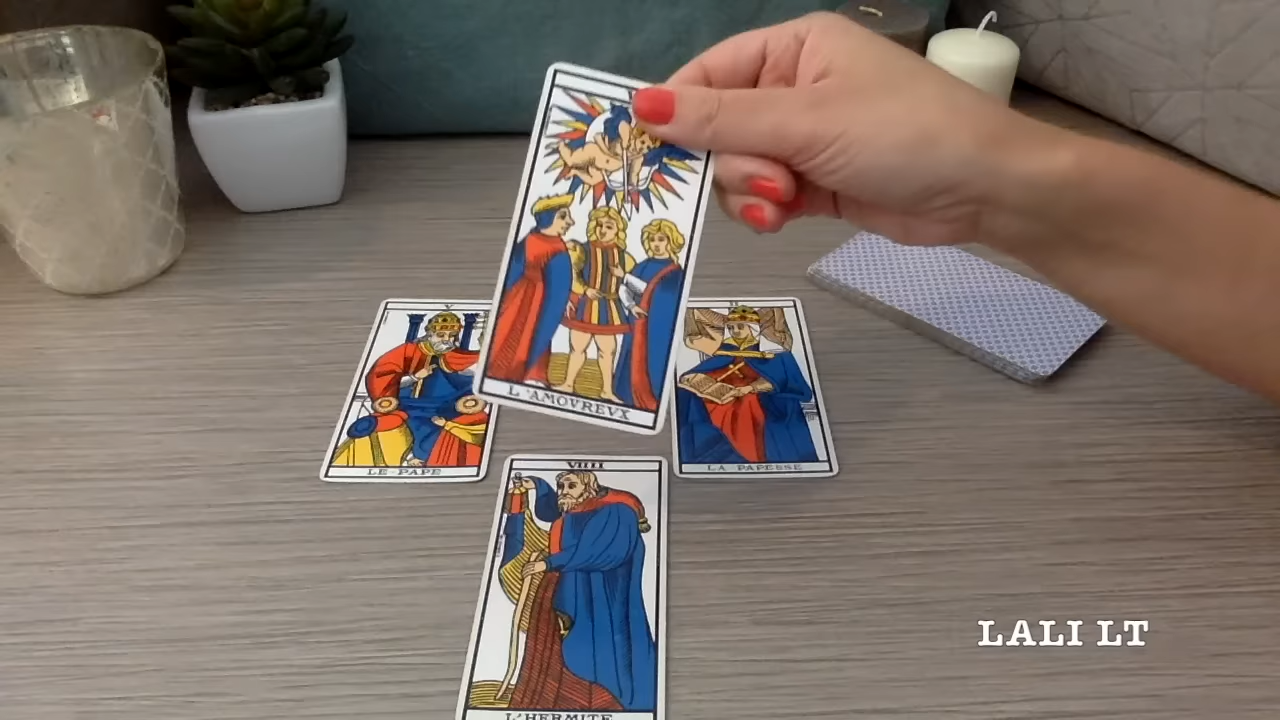 L'AMOVREVX
V
II
LE·PAPE
LA PAPESSE
VIIII
L'HERMITE
LALI LT